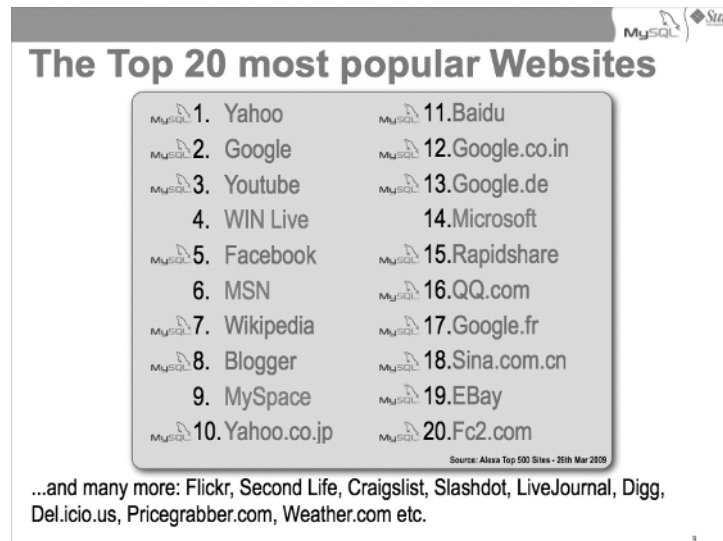 MySQL Sun
The Top 20 most popular Websites
MySQL 1. Yahoo
MySQL 2. Google
MySQL 3. Youtube
4. WIN Live
MySQL 5. Facebook
6. MSN
MySQL 7. Wikipedia
MySQL 8. Blogger
9. MySpace
MySQL 10. Yahoo.co.jp
MySQL 11.Baidu
MySQL 12.Google.co.in
MySQL 13.Google.de
14.Microsoft
MySQL 15.Rapidshare
MySQL 16.QQ.com
MySQL 17.Google.fr
MySQL 18.Sina.com.cn
MySQL 19.EBay
MySQL 20.Fc2.com
Source: Alexa Top 500 Sites - 25th Mar 2009
...and many more: Flickr, Second Life, Craigslist, Slashdot, LiveJournal, Digg,
Del.icio.us, Pricegrabber.com, Weather.com etc.
9